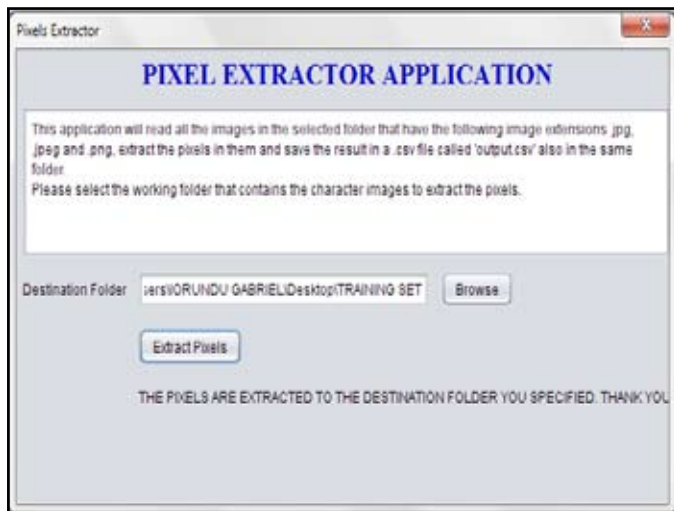 Pixels Extractor
X
PIXEL EXTRACTOR APPLICATION
This application will read all the images in the selected folder that have the following image extensions .jpg,
.jpeg and .png, extract the pixels in them and save the result in a .csv file called 'output.csv' also in the same
folder.
Please select the working folder that contains the character images to extract the pixels.
Destination Folder sers\IORUNDU GABRIEL\Desktop\TRAINING SET Browse
Extract Pixels
THE PIXELS ARE EXTRACTED TO THE DESTINATION FOLDER YOU SPECIFIED. THANK YOU